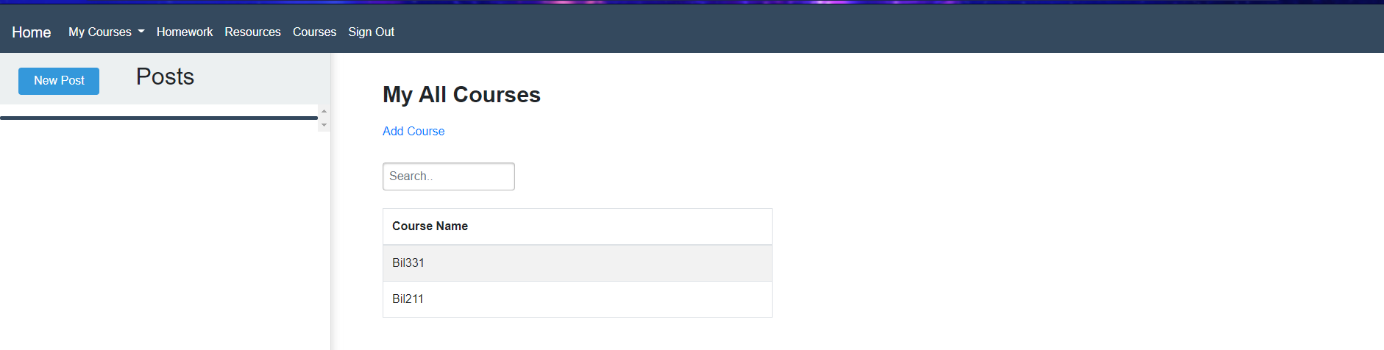 Home My Courses Homework Resources Courses Sign Out
New Post
Posts
My All Courses
Add Course
Search..
Course Name
Bil331
Bil211